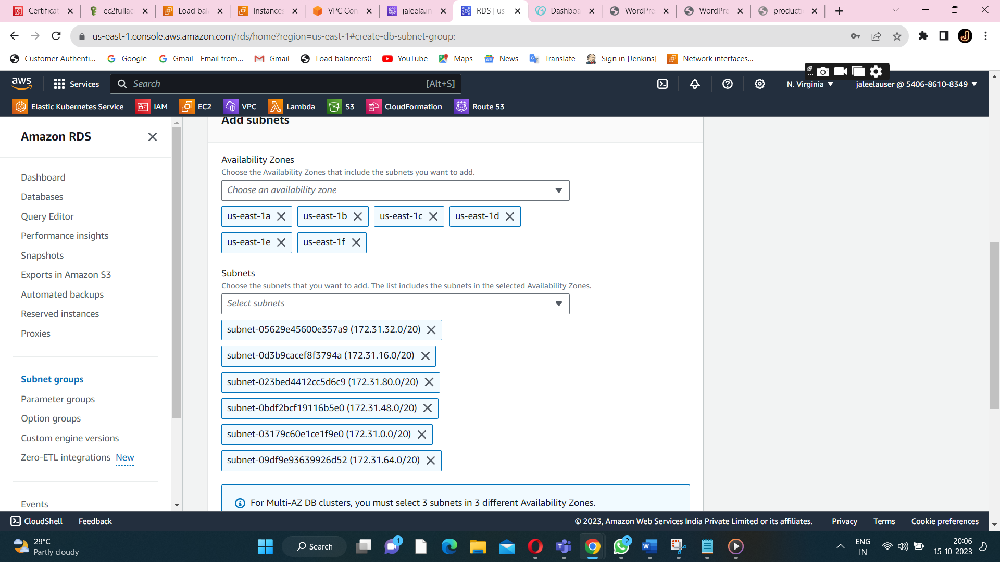 Certificat
ec2fullac
Load bal
Instances
VPC Con
jaleela.in
RDS | us-
Dashboa
WordPre
WordPre
producti
us-east-1.console.aws.amazon.com/rds/home?region=us-east-1#create-db-subnet-group:
Customer Authenti...
Google
Gmail - Email from...
Gmail
Load balancers0
YouTube
Maps
News
Translate
Sign in [Jenkins]
Network interfaces...
aws
Services
Search
[Alt+S]
N. Virginia
jaleelauser @ 5406-8610-8349
Elastic Kubernetes Service
IAM
EC2
VPC
Lambda
S3
CloudFormation
Route 53
Amazon RDS
Dashboard
Databases
Query Editor
Performance insights
Snapshots
Exports in Amazon S3
Automated backups
Reserved instances
Proxies
Subnet groups
Parameter groups
Option groups
Custom engine versions
Zero-ETL integrations New
Events
Add subnets
Availability Zones
Choose the Availability Zones that include the subnets you want to add.
Choose an availability zone
us-east-1a
us-east-1b
us-east-1c
us-east-1d
us-east-1e
us-east-1f
Subnets
Choose the subnets that you want to add. The list includes the subnets in the selected Availability Zones.
Select subnets
subnet-05629e45600e357a9 (172.31.32.0/20)
subnet-0d3b9cacef8f3794a (172.31.16.0/20)
subnet-023bed4412cc5d6c9 (172.31.80.0/20)
subnet-0bdf2bcf19116b5e0 (172.31.48.0/20)
subnet-03179c60e1ce1f9e0 (172.31.0.0/20)
subnet-09df9e93639926d52 (172.31.64.0/20)
For Multi-AZ DB clusters, you must select 3 subnets in 3 different Availability Zones.
CloudShell
Feedback
© 2023, Amazon Web Services India Private Limited or its affiliates.
Privacy
Terms
Cookie preferences
29°C
Partly cloudy
Search
1
2
ENG
IN
20:06
15-10-2023